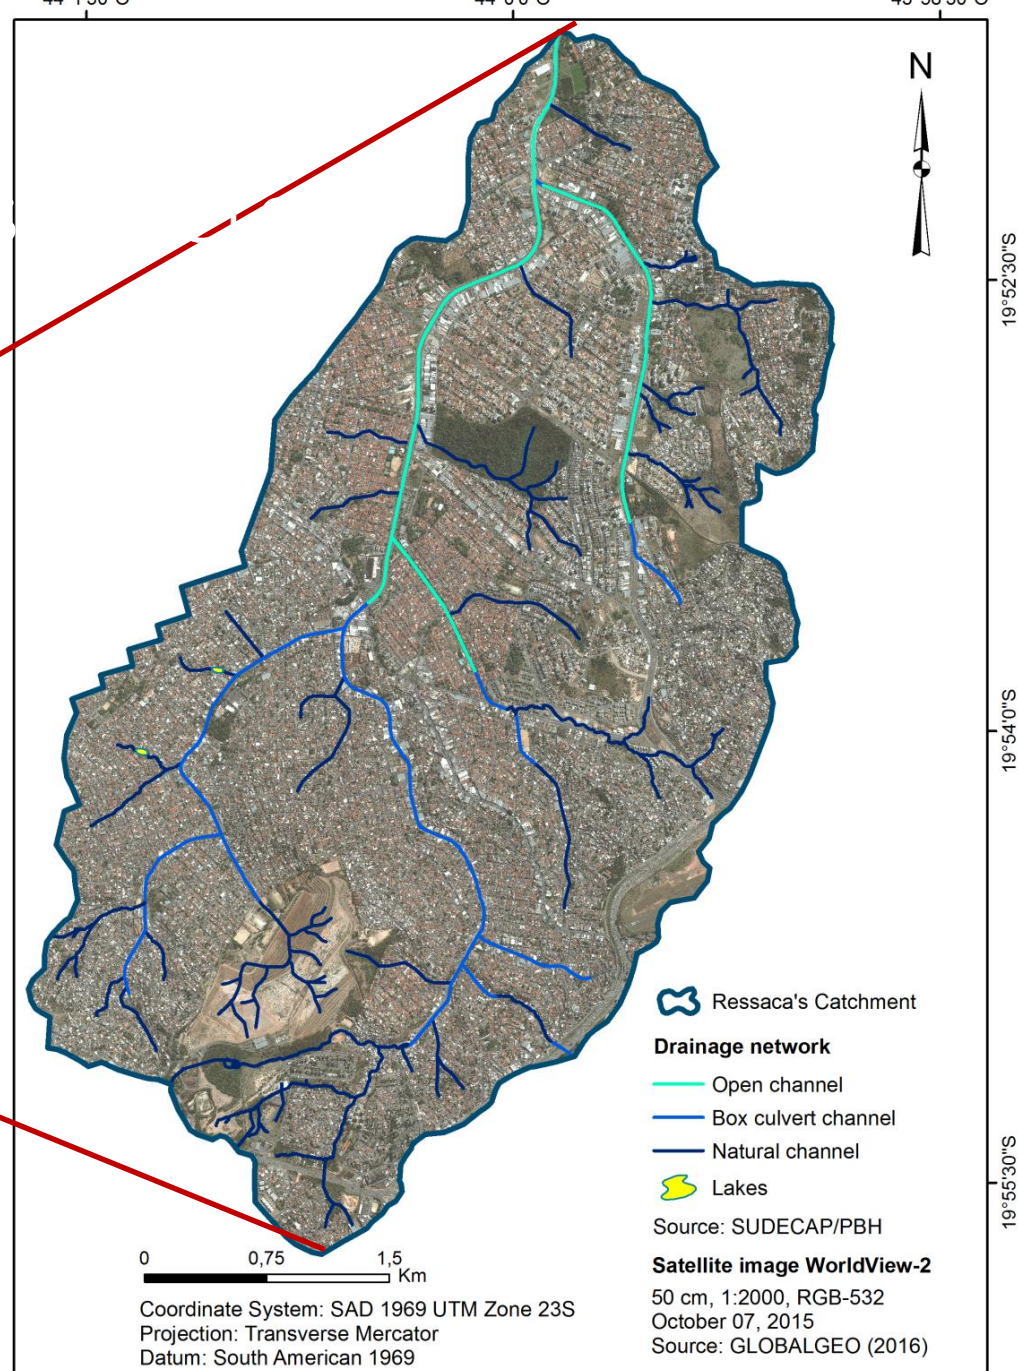 N
19°52'30"S
19°54'0"S
19°55'30"S
Ressaca's Catchment
Drainage network
Open channel
Box culvert channel
Natural channel
Lakes
Source: SUDECAP/PBH
Satellite image WorldView-2
50 cm, 1:2000, RGB-532
October 07, 2015
Source: GLOBALGEO (2016)
0 0,75 1,5
Km
Coordinate System: SAD 1969 UTM Zone 23S
Projection: Transverse Mercator
Datum: South American 1969